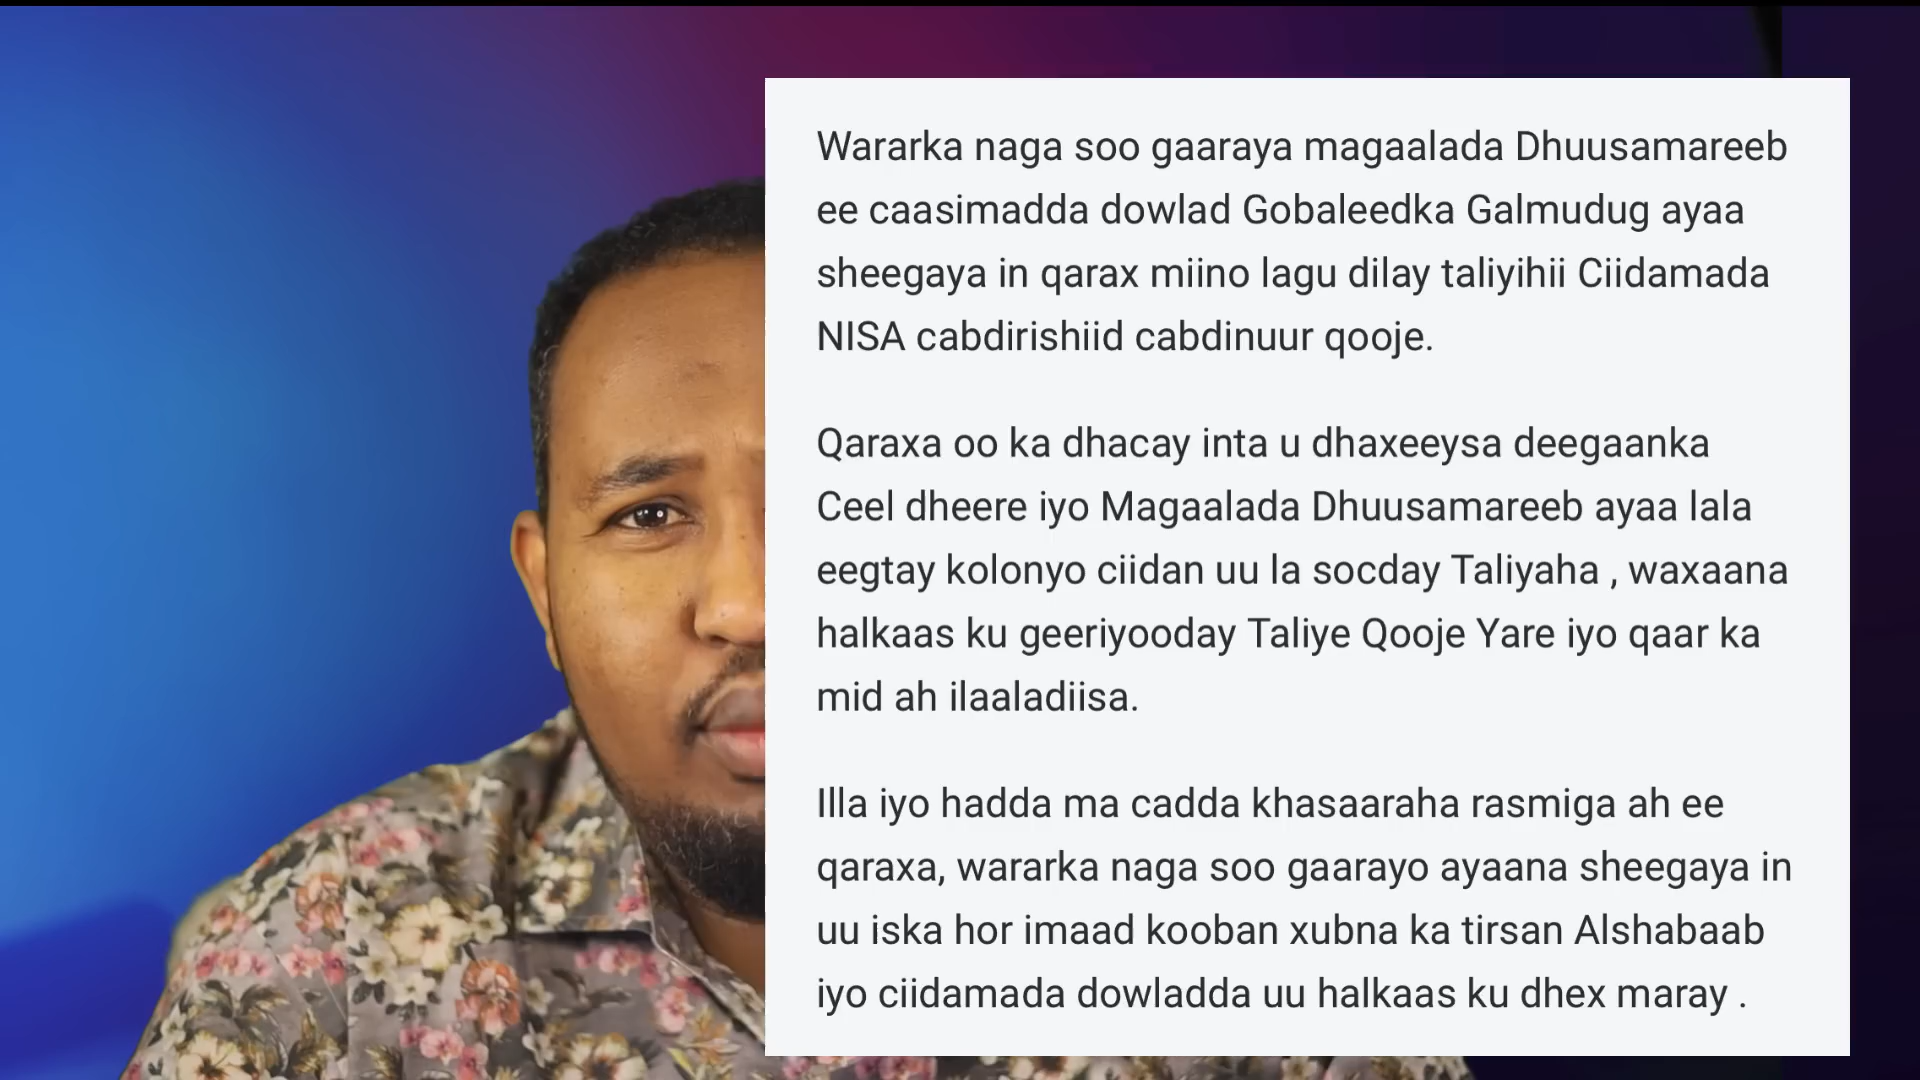 Wararka naga soo gaaraya magaalada Dhuusamareeb
ee caasimadda dowlad Gobaleedka Galmudug ayaa
sheegaya in qarax miino lagu dilay taliyihii Ciidamada
NISA cabdirishiid cabdinuur qooje.
Qaraxa oo ka dhacay inta u dhaxeeysa deegaanka
Ceel dheere iyo Magaalada Dhuusamareeb ayaa lala
eegtay kolonyo ciidan uu la socday Taliyaha , waxaana
halkaas ku geeriyooday Taliye Qooje Yare iyo qaar ka
mid ah ilaaladiisa.
Illa iyo hadda ma cadda khasaaraha rasmiga ah ee
qaraxa, wararka naga soo gaarayo ayaana sheegaya in
uu iska hor imaad kooban xubna ka tirsan Alshabaab
iyo ciidamada dowladda uu halkaas ku dhex maray .